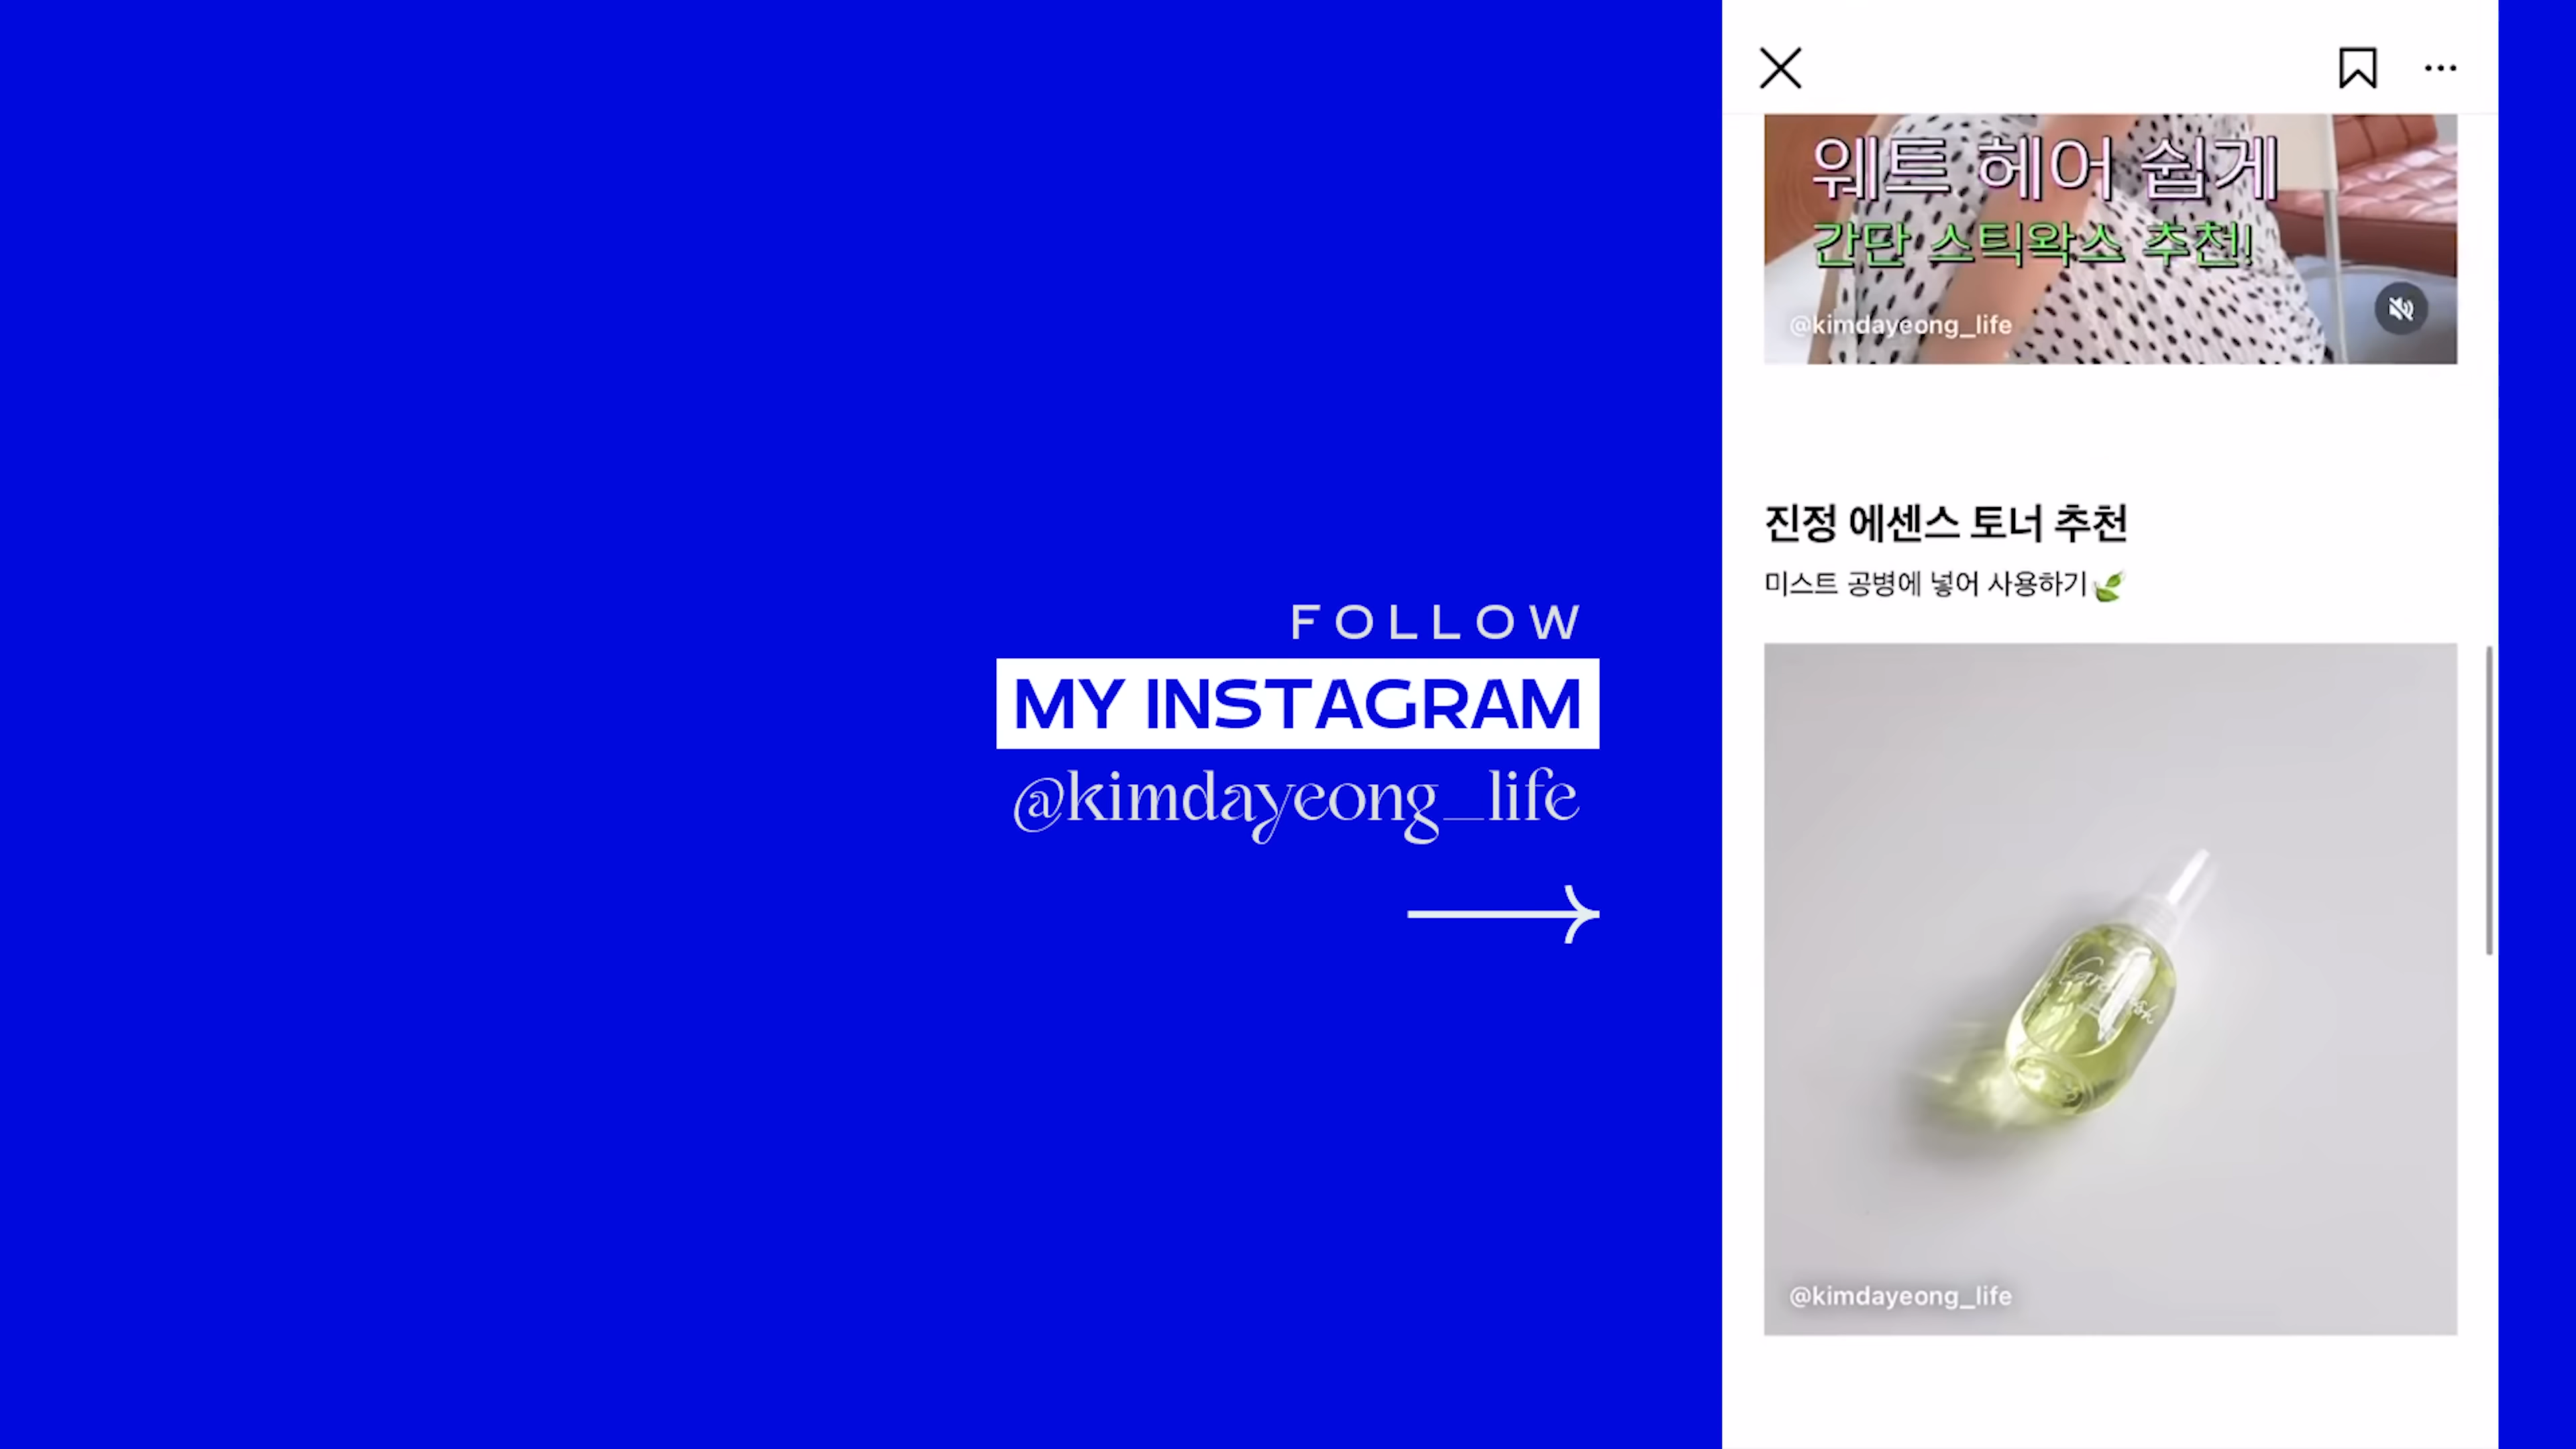 FOLLOW
MY INSTAGRAM
@kimdayeong_life
웨트 헤어 쉽게
간단 스틱왁스 추천!
@kimdayeong_life
진정 에센스 토너 추천
미스트 공병에 넣어 사용하기
@kimdayeong_life